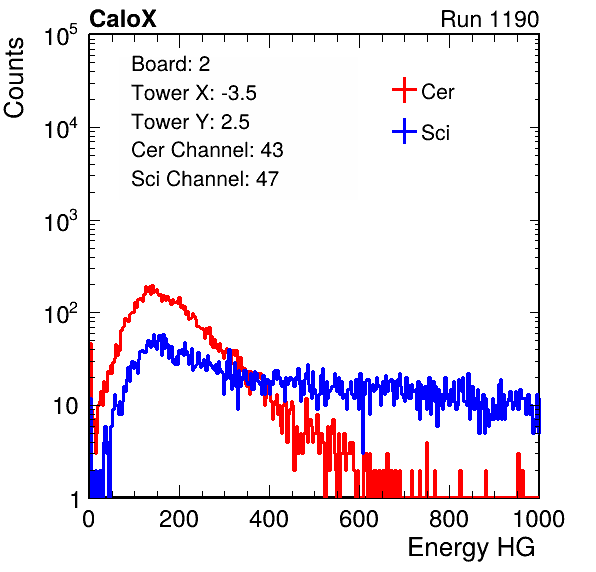 CaloX Run 1190
Counts
Board: 2
Tower X: -3.5
Tower Y: 2.5
Cer Channel: 43
Sci Channel: 47
Cer
Sci
10^5
10^4
10^3
10^2
10
1
0 200 400 600 800 1000
Energy HG